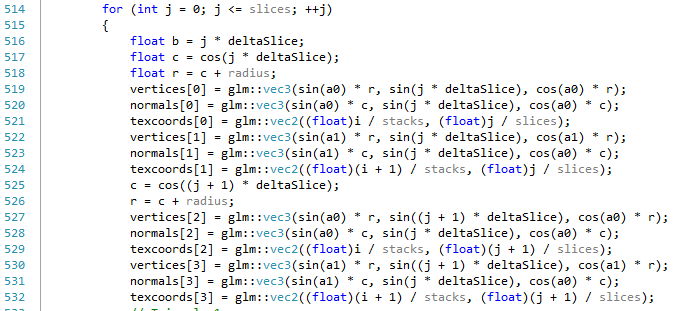 514 for (int j = 0; j <= slices; ++j)
515 {
516 float b = j * deltaSlice;
517 float c = cos(j * deltaSlice);
518 float r = c + radius;
519 vertices[0] = glm::vec3(sin(a0) * r, sin(j * deltaSlice), cos(a0) * r);
520 normals[0] = glm::vec3(sin(a0) * c, sin(j * deltaSlice), cos(a0) * c);
521 texcoords[0] = glm::vec2((float)i / stacks, (float)j / slices);
522 vertices[1] = glm::vec3(sin(a1) * r, sin(j * deltaSlice), cos(a1) * r);
523 normals[1] = glm::vec3(sin(a1) * c, sin(j * deltaSlice), cos(a0) * c);
524 texcoords[1] = glm::vec2((float)(i + 1) / stacks, (float)j / slices);
525 c = cos((j + 1) * deltaSlice);
526 r = c + radius;
527 vertices[2] = glm::vec3(sin(a0) * r, sin((j + 1) * deltaSlice), cos(a0) * r);
528 normals[2] = glm::vec3(sin(a0) * c, sin(j * deltaSlice), cos(a0) * c);
529 texcoords[2] = glm::vec2((float)i / stacks, (float)(j + 1) / slices);
530 vertices[3] = glm::vec3(sin(a1) * r, sin((j + 1) * deltaSlice), cos(a1) * r);
531 normals[3] = glm::vec3(sin(a1) * c, sin(j * deltaSlice), cos(a0) * c);
532 texcoords[3] = glm::vec2((float)(i + 1) / stacks, (float)(j + 1) / slices);